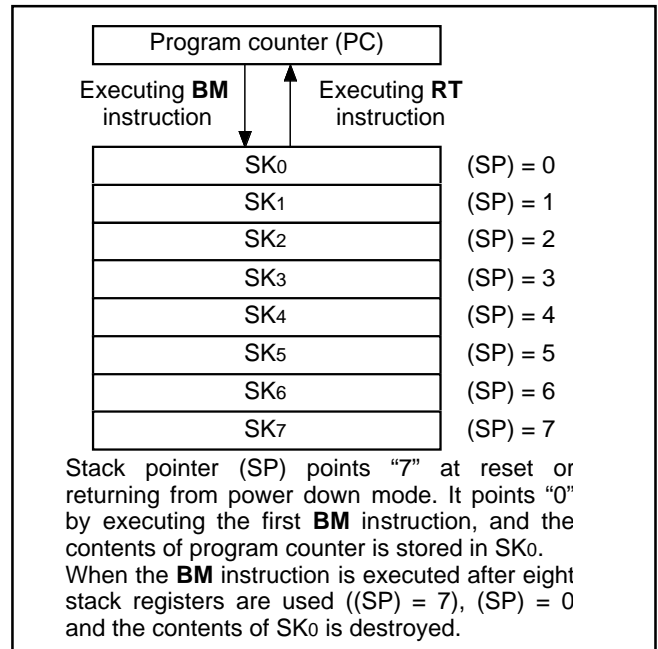 Program counter (PC)
Executing BM
instruction
Executing RT
instruction
SK0 (SP) = 0
SK1 (SP) = 1
SK2 (SP) = 2
SK3 (SP) = 3
SK4 (SP) = 4
SK5 (SP) = 5
SK6 (SP) = 6
SK7 (SP) = 7
Stack pointer (SP) points “7” at reset or
returning from power down mode. It points “0”
by executing the first BM instruction, and the
contents of program counter is stored in SK0.
When the BM instruction is executed after eight
stack registers are used ((SP) = 7), (SP) = 0
and the contents of SK0 is destroyed.